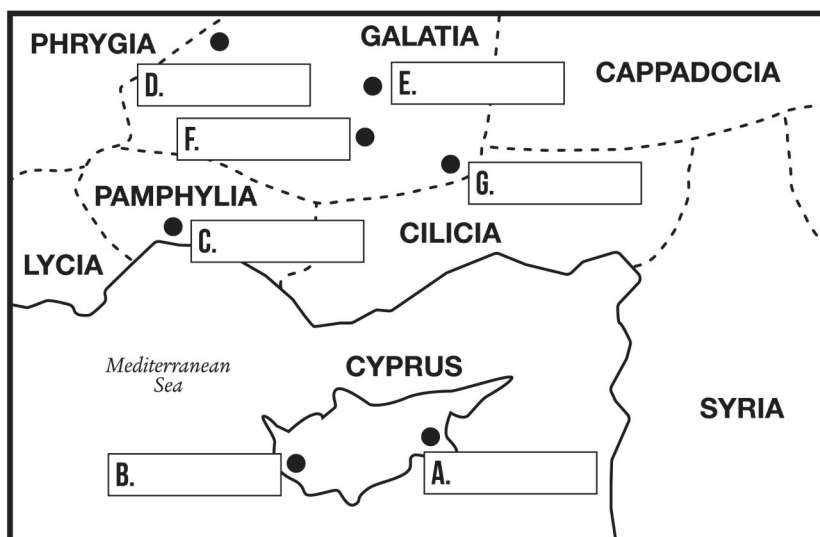 PHRYGIA
GALATIA
CAPPADOCIA
D.
E.
F.
G.
PAMPHYLIA
C.
CILICIA
LYCIA
Mediterranean
Sea
CYPRUS
SYRIA
B.
A.